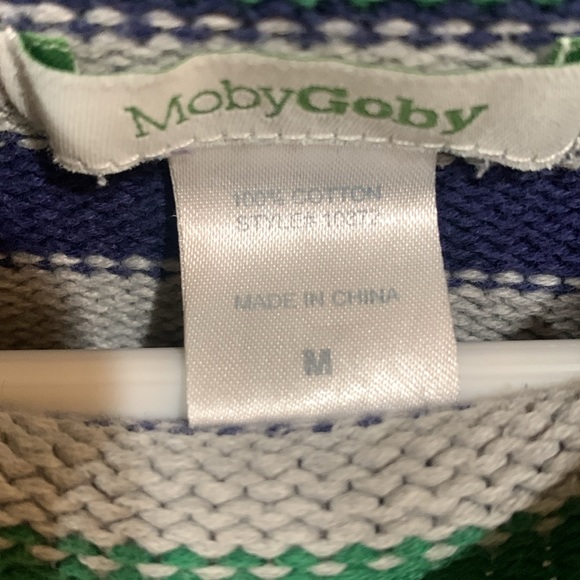 MobyGoby
100% COTTON
STYLE#
MADE IN CHINA
M